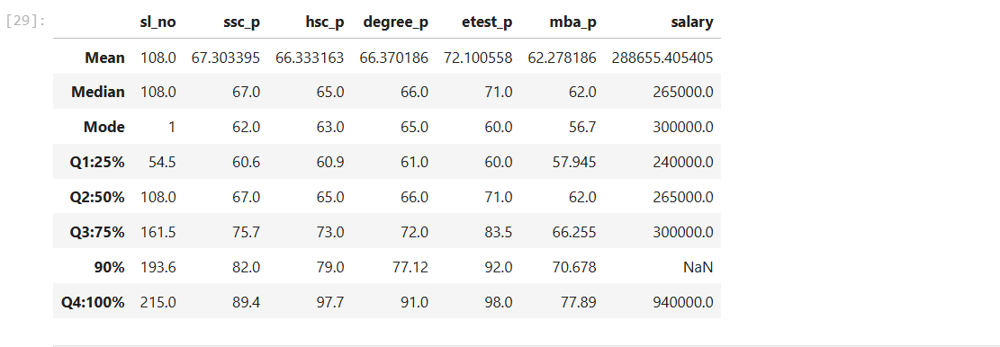 [29]:
sl_no ssc_p hsc_p degree_p etest_p mba_p salary
Mean 108.0 67.303395 66.333163 66.370186 72.100558 62.278186 288655.405405
Median 108.0 67.0 65.0 66.0 71.0 62.0 265000.0
Mode 1 62.0 63.0 65.0 60.0 56.7 300000.0
Q1:25% 54.5 60.6 60.9 61.0 60.0 57.945 240000.0
Q2:50% 108.0 67.0 65.0 66.0 71.0 62.0 265000.0
Q3:75% 161.5 75.7 73.0 72.0 83.5 66.255 300000.0
90% 193.6 82.0 79.0 77.12 92.0 70.678 NaN
Q4:100% 215.0 89.4 97.7 91.0 98.0 77.89 940000.0